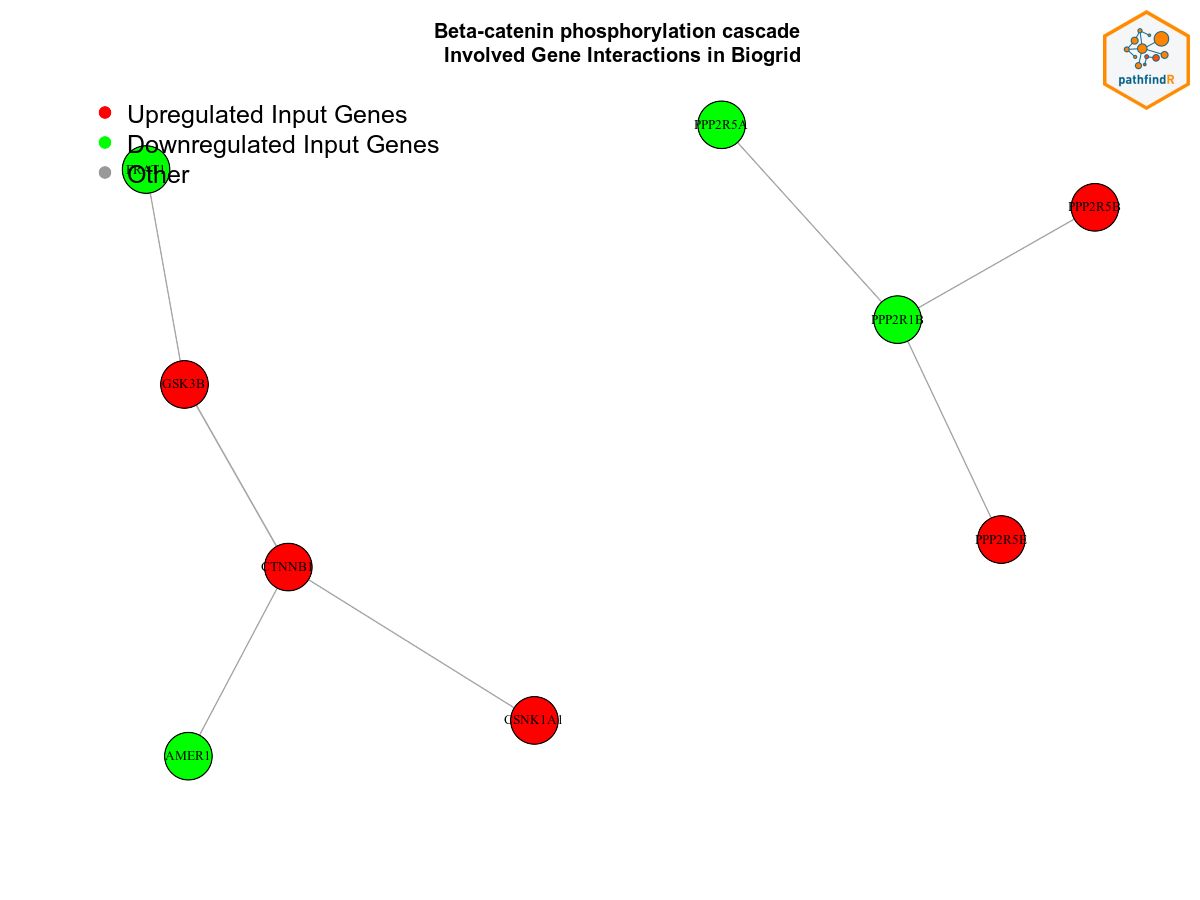 Beta-catenin phosphorylation cascade
Involved Gene Interactions in Biogrid
pathfindR
Upregulated Input Genes
Downregulated Input Genes
Other
PPP2R5A
PPP2R5B
PPP2R1B
GSK3B
PPP2R5E
CTNNB1
CSNK1A1
AMER1